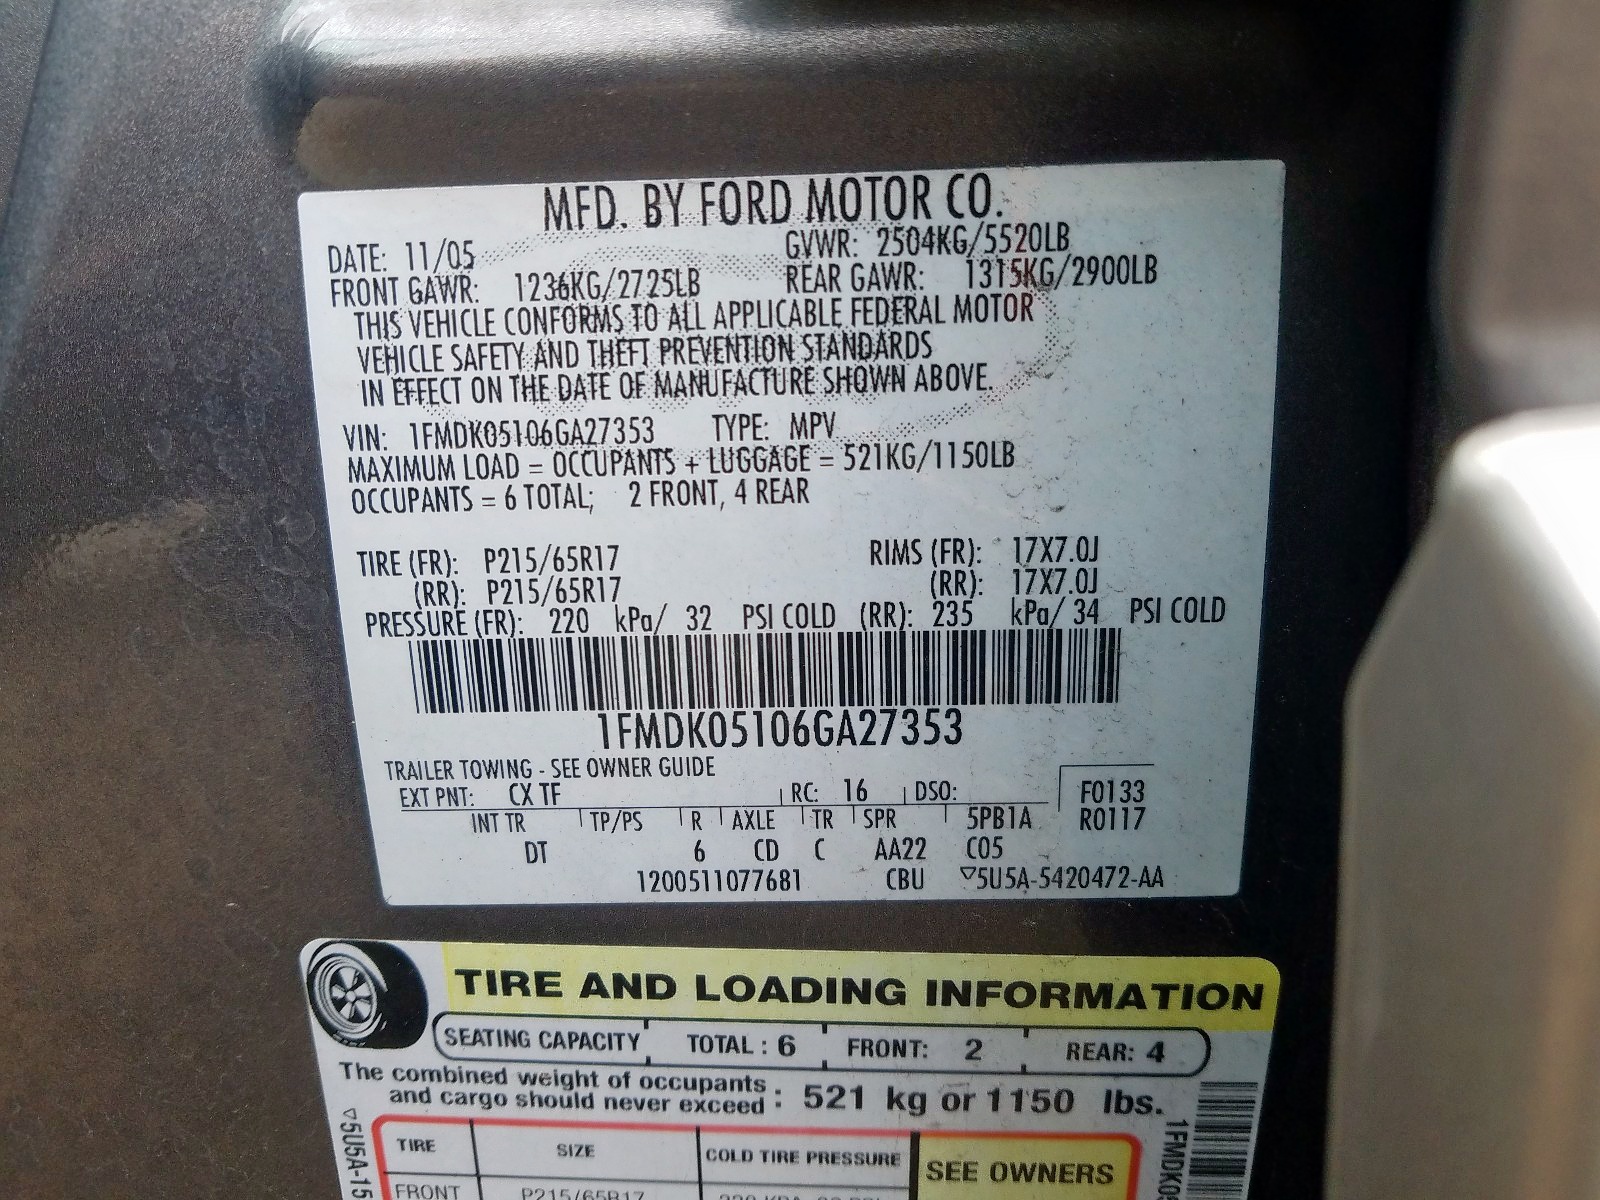 MFD. BY FORD MOTOR CO.
DATE: 11/05 GVWR: 2504KG/5520LB
FRONT GAWR: 1236KG/2725LB REAR GAWR: 1315KG/2900LB
THIS VEHICLE CONFORMS TO ALL APPLICABLE FEDERAL MOTOR
VEHICLE SAFETY AND THEFT PREVENTION STANDARDS
IN EFFECT ON THE DATE OF MANUFACTURE SHOWN ABOVE.
VIN: 1FMDK05106GA27353 TYPE: MPV
MAXIMUM LOAD = OCCUPANTS + LUGGAGE = 521KG/1150LB
OCCUPANTS = 6 TOTAL; 2 FRONT, 4 REAR
TIRE (FR): P215/65R17 RIMS (FR): 17X7.0J
(RR): P215/65R17 (RR): 17X7.0J
PRESSURE (FR): 220 kPa/ 32 PSI COLD (RR): 235 kPa/ 34 PSI COLD
1FMDK05106GA27353
TRAILER TOWING - SEE OWNER GUIDE
EXT PNT: CX TF RC: 16 DSO: F0133
INT TR TP/PS R AXLE TR SPR 5PB1A R0117
DT 6 CD C AA22 C05
1200511077681 CBU ▽5U5A-5420472-AA
TIRE AND LOADING INFORMATION
SEATING CAPACITY TOTAL : 6 FRONT: 2 REAR: 4
The combined weight of occupants
and cargo should never exceed : 521 kg or 1150 lbs.
TIRE SIZE COLD TIRE PRESSURE SEE OWNERS
FRONT P215/65R17
▽5U5A-15
1FMDK0